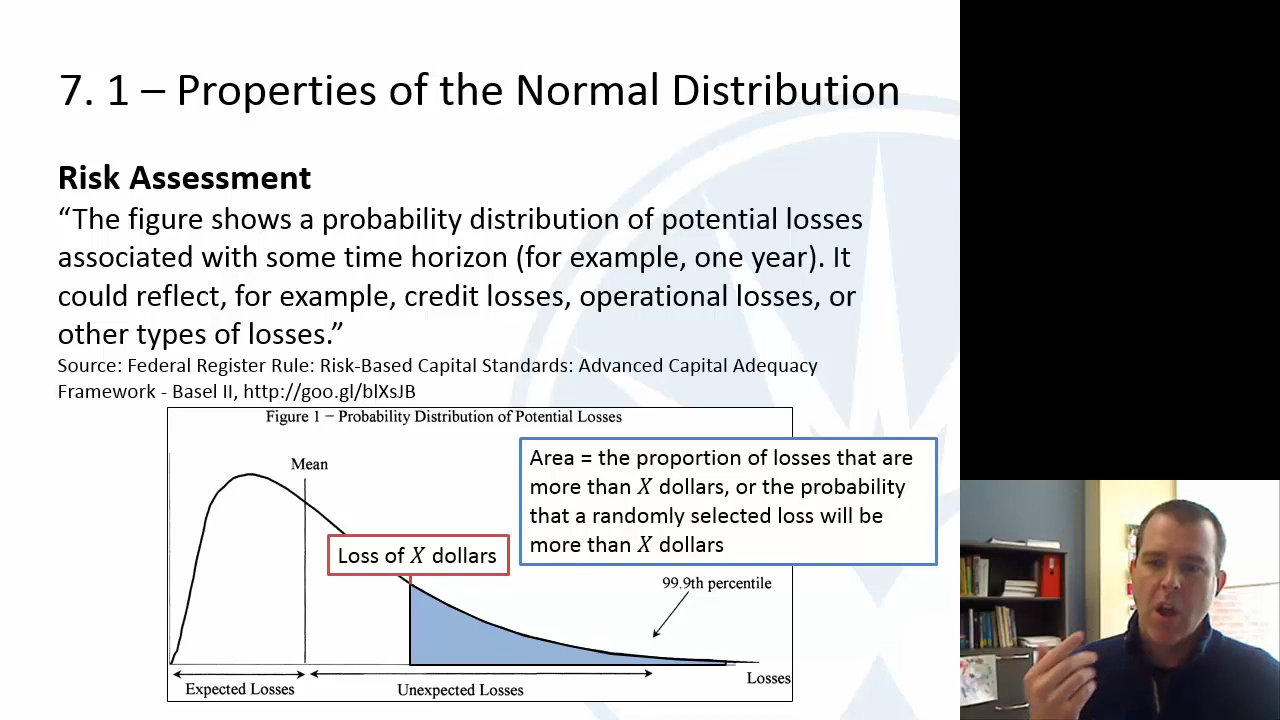 7. 1 – Properties of the Normal Distribution
Risk Assessment
“The figure shows a probability distribution of potential losses
associated with some time horizon (for example, one year). It
could reflect, for example, credit losses, operational losses, or
other types of losses.”
Source: Federal Register Rule: Risk-Based Capital Standards: Advanced Capital Adequacy
Framework - Basel II, http://goo.gl/blXsJB
Figure 1 – Probability Distribution of Potential Losses
Mean
Area = the proportion of losses that are
more than X dollars, or the probability
that a randomly selected loss will be
more than X dollars
Loss of X dollars
99.9th percentile
Losses
Expected Losses
Unexpected Losses